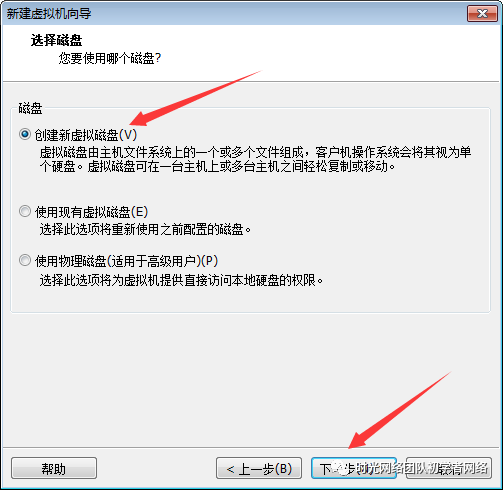 新建虚拟机向导
选择磁盘
您要使用哪个磁盘?
磁盘
创建新虚拟磁盘(V)
虚拟磁盘由主机文件系统上的一个或多个文件组成，客户机操作系统会将其视为单
个硬盘。虚拟磁盘可在一台主机上或多台主机之间轻松复制或移动。
使用现有虚拟磁盘(E)
选择此选项将重新使用之前配置的磁盘。
使用物理磁盘(适用于高级用户)(P)
选择此选项将为虚拟机提供直接访问本地硬盘的权限。
帮助
< 上一步(B)
下一步
取消
时光网络团队初学者网络